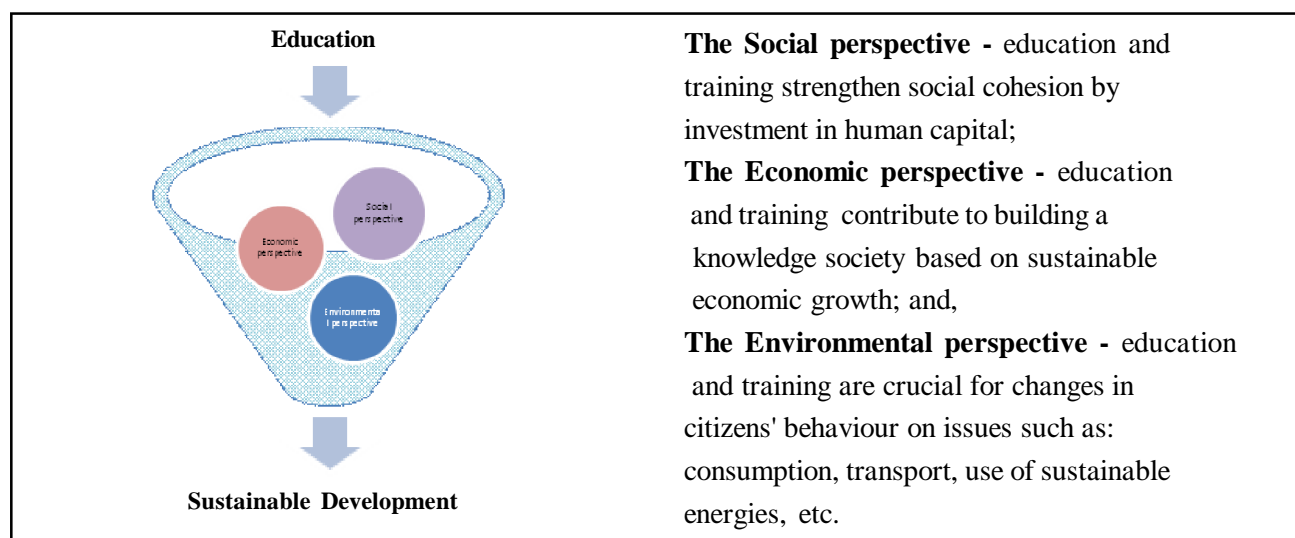 Education
Social
perspective
Economic
perspective
Environmenta
l perspective
Sustainable Development
The Social perspective - education and
training strengthen social cohesion by
investment in human capital;
The Economic perspective - education
and training contribute to building a
knowledge society based on sustainable
economic growth; and,
The Environmental perspective - education
and training are crucial for changes in
citizens' behaviour on issues such as:
consumption, transport, use of sustainable
energies, etc.